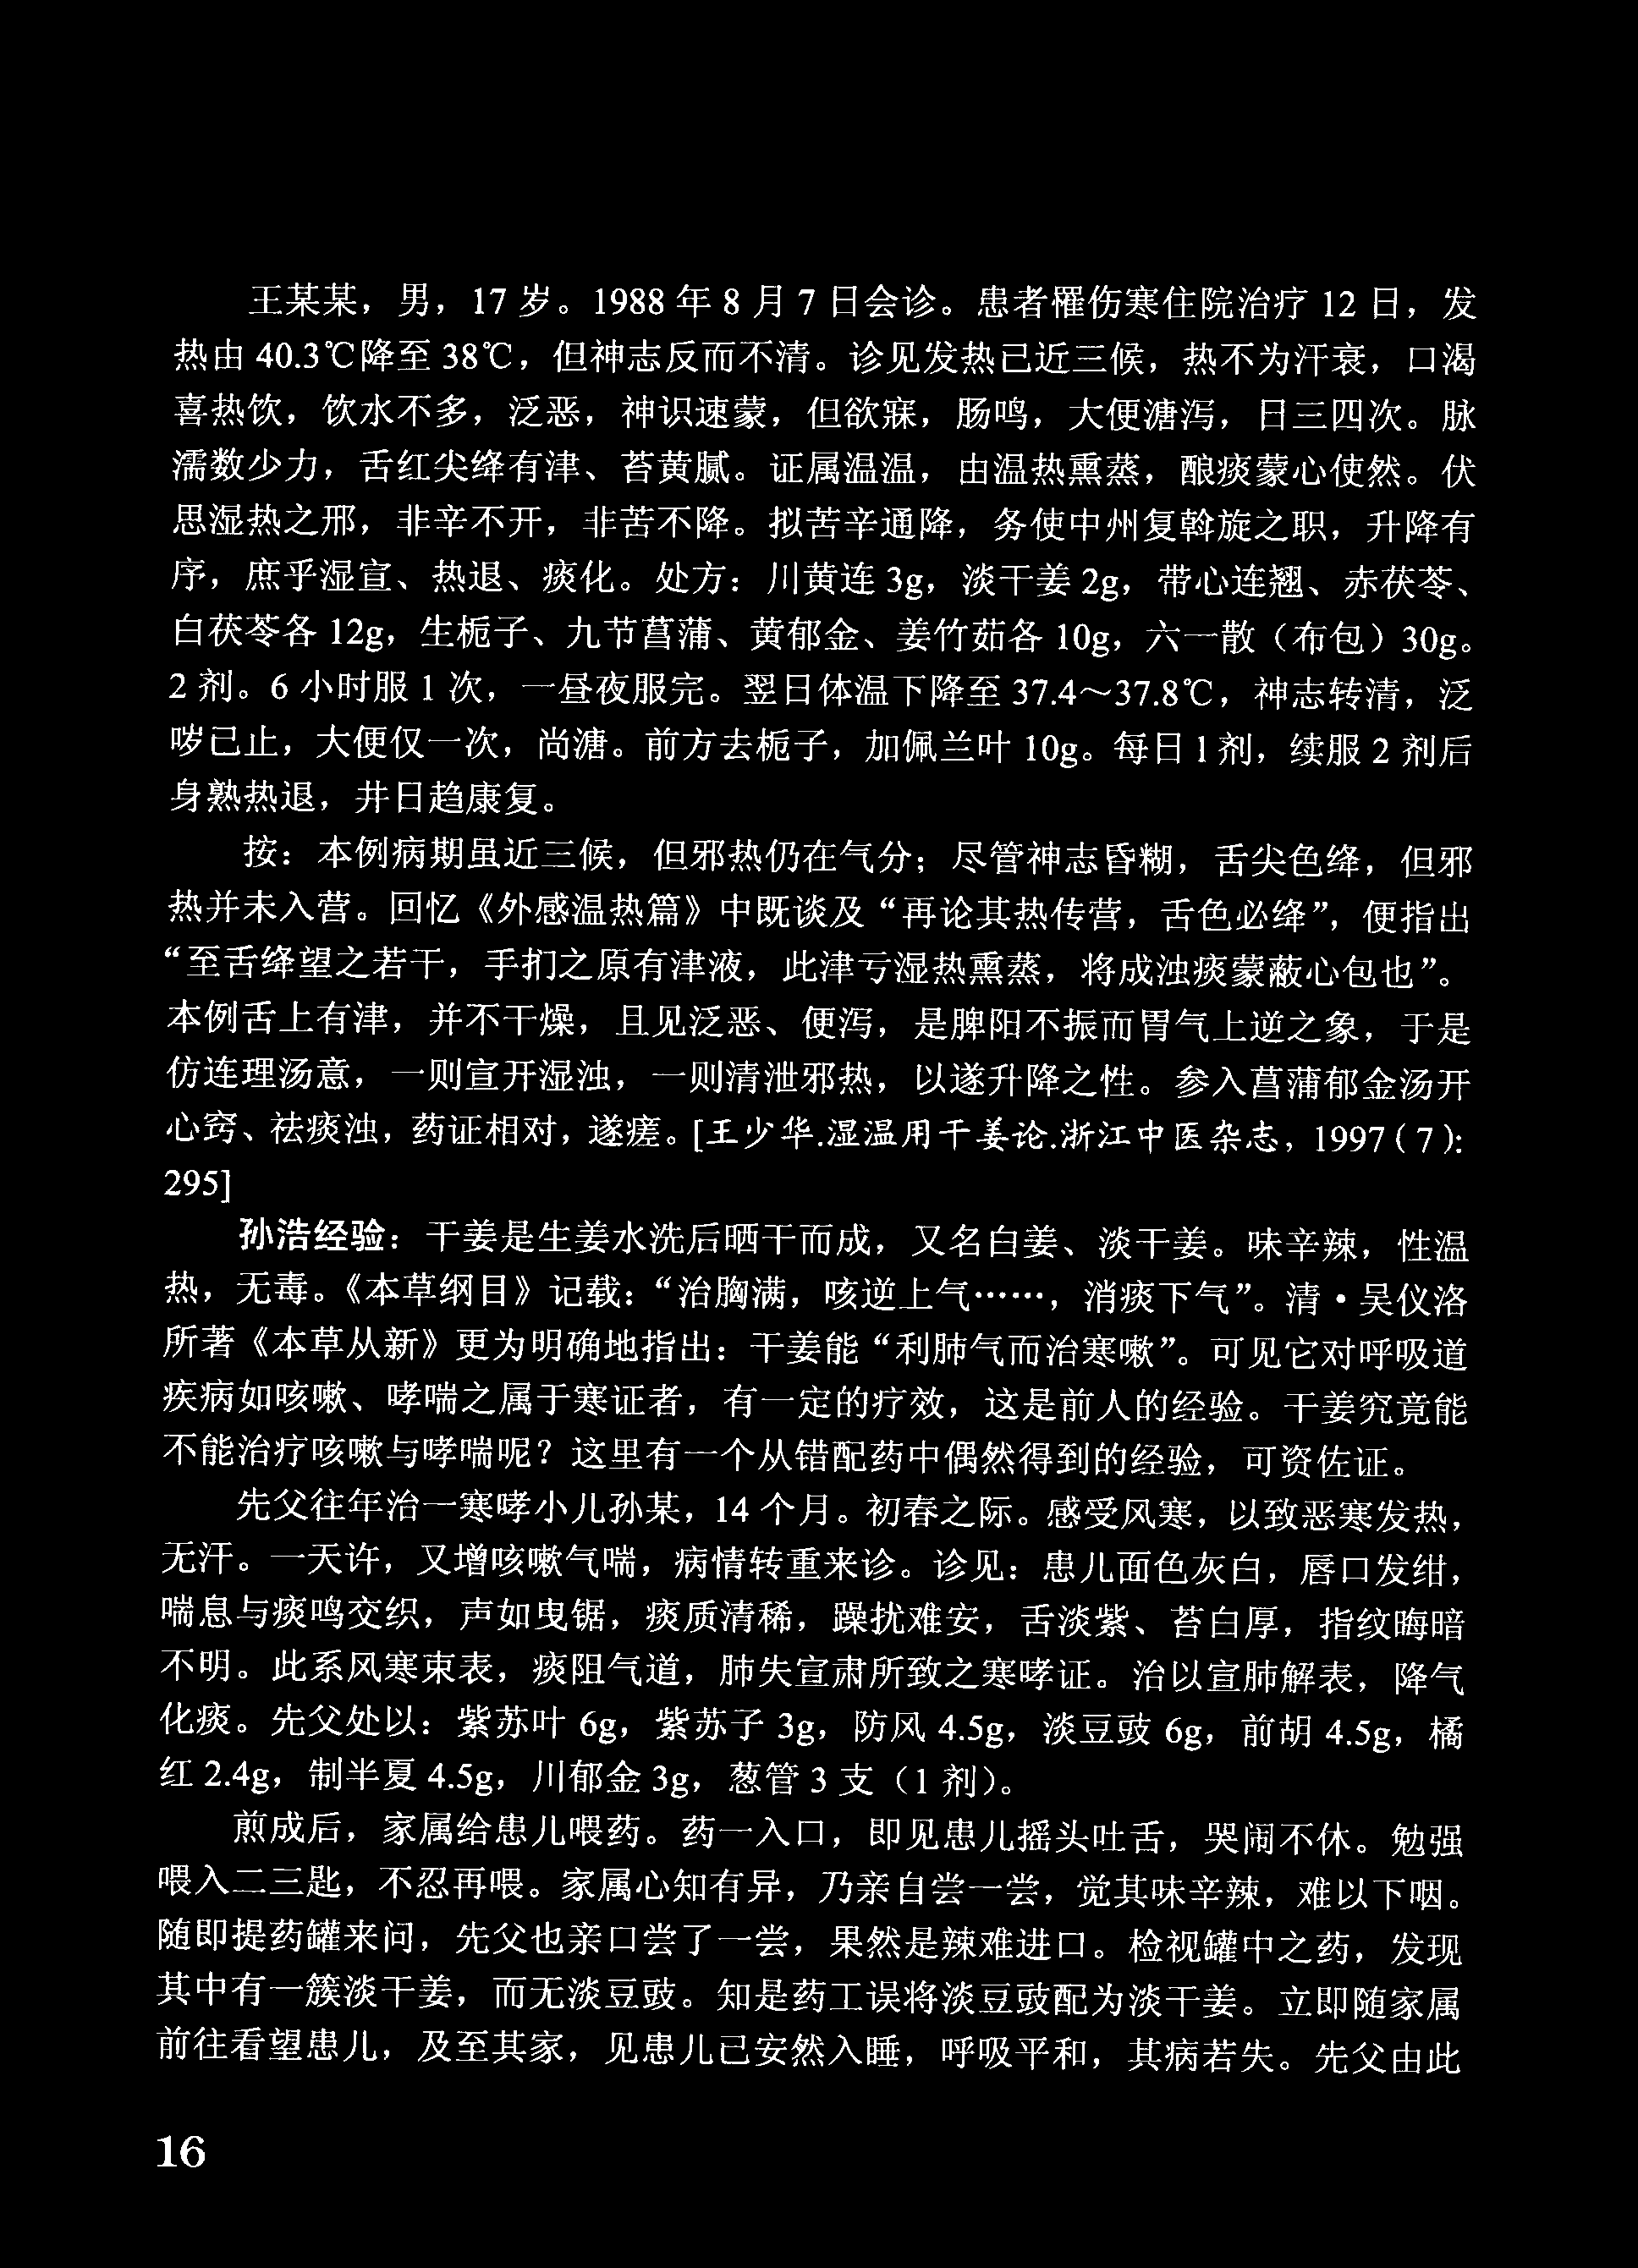 王某某，男，17 岁。1988 年 8 月 7 日会诊。患者罹伤寒住院治疗 12 日，发
热由 40.3℃降至 38℃，但神志反而不清。诊见发热已近三候，热不为汗衰，口渴
喜热饮，饮水不多，泛恶，神识速蒙，但欲寐，肠鸣，大便溏泻，日三四次。脉
濡数少力，舌红尖绛有津、苔黄腻。证属温温，由温热熏蒸，酿痰蒙心使然。伏
思湿热之邪，非辛不开，非苦不降。拟苦辛通降，务使中州复斡旋之职，升降有
序，庶乎湿宣、热退、痰化。处方：川黄连 3g，淡干姜 2g，带心连翘、赤茯苓、
白茯苓各 12g，生栀子、九节菖蒲、黄郁金、姜竹茹各 10g，六一散（布包）30g。
2 剂。6 小时服 1 次，一昼夜服完。翌日体温下降至 37.4～37.8℃，神志转清，泛
哕已止，大便仅一次，尚溏。前方去栀子，加佩兰叶 10g。每日 1 剂，续服 2 剂后
身熟热退，井日趋康复。
按：本例病期虽近三候，但邪热仍在气分；尽管神志昏糊，舌尖色绛，但邪
热并未入营。回忆《外感温热篇》中既谈及“再论其热传营，舌色必绛”，便指出
“至舌绛望之若干，手扪之原有津液，此津亏湿热熏蒸，将成浊痰蒙蔽心包也”。
本例舌上有津，并不干燥，且见泛恶、便泻，是脾阳不振而胃气上逆之象，于是
仿连理汤意，一则宣开湿浊，一则清泄邪热，以遂升降之性。参入菖蒲郁金汤开
心窍、祛痰浊，药证相对，遂瘥。[王少华.湿温用干姜论.浙江中医杂志，1997（7）：
295]
孙浩经验：干姜是生姜水洗后晒干而成，又名白姜、淡干姜。味辛辣，性温
热，无毒。《本草纲目》记载：“治胸满，咳逆上气……，消痰下气”。清·吴仪洛
所著《本草从新》更为明确地指出：干姜能“利肺气而治寒嗽”。可见它对呼吸道
疾病如咳嗽、哮喘之属于寒证者，有一定的疗效，这是前人的经验。干姜究竟能
不能治疗咳嗽与哮喘呢？这里有一个从错配药中偶然得到的经验，可资佐证。
先父往年治一寒哮小儿孙某，14 个月。初春之际。感受风寒，以致恶寒发热，
无汗。一天许，又增咳嗽气喘，病情转重来诊。诊见：患儿面色灰白，唇口发绀，
喘息与痰鸣交织，声如曳锯，痰质清稀，躁扰难安，舌淡紫、苔白厚，指纹晦暗
不明。此系风寒束表，痰阻气道，肺失宣肃所致之寒哮证。治以宣肺解表，降气
化痰。先父处以：紫苏叶 6g，紫苏子 3g，防风 4.5g，淡豆豉 6g，前胡 4.5g，橘
红 2.4g，制半夏 4.5g，川郁金 3g，葱管 3 支（1 剂）。
煎成后，家属给患儿喂药。药一入口，即见患儿摇头吐舌，哭闹不休。勉强
喂入二三匙，不忍再喂。家属心知有异，乃亲自尝一尝，觉其味辛辣，难以下咽。
随即提药罐来问，先父也亲口尝了一尝，果然是辣难进口。检视罐中之药，发现
其中有一簇淡干姜，而无淡豆豉。知是药工误将淡豆豉配为淡干姜。立即随家属
前往看望患儿，及至其家，见患儿已安然入睡，呼吸平和，其病若失。先父由此
16